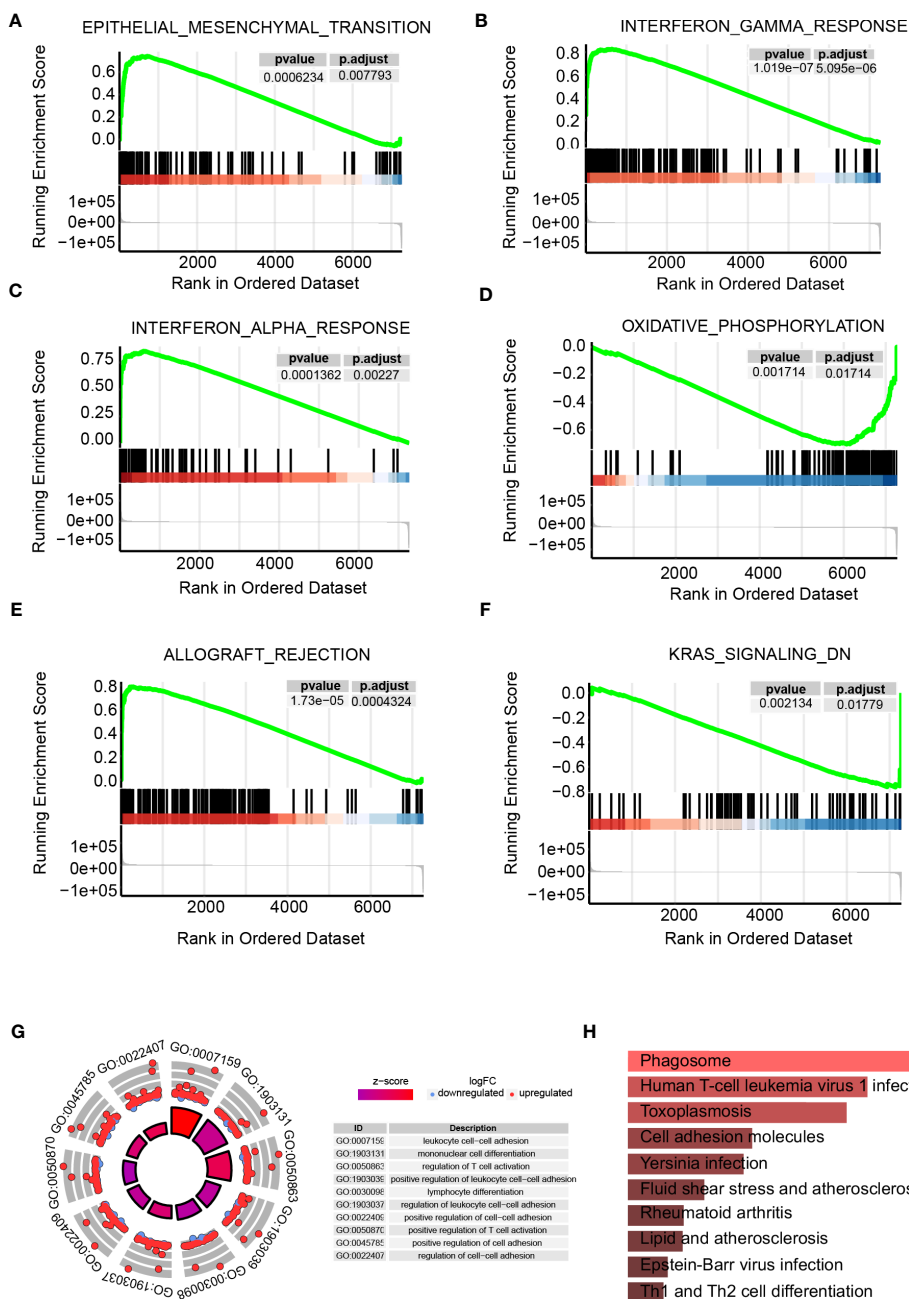 A
EPITHELIAL_MESENCHYMAL_TRANSITION
pvalue p.adjust
0.0006234 0.007793
Running Enrichment Score
0.6
0.4
0.2
0.0
1e+05
0e+00
−1e+05
2000 4000 6000
Rank in Ordered Dataset
B
INTERFERON_GAMMA_RESPONSE
pvalue p.adjust
1.019e−07 5.095e−06
Running Enrichment Score
0.8
0.6
0.4
0.2
0.0
1e+05
0e+00
−1e+05
2000 4000 6000
Rank in Ordered Dataset
C
INTERFERON_ALPHA_RESPONSE
pvalue p.adjust
0.0001362 0.00227
Running Enrichment Score
0.75
0.50
0.25
0.00
1e+05
0e+00
−1e+05
2000 4000 6000
Rank in Ordered Dataset
D
OXIDATIVE_PHOSPHORYLATION
pvalue p.adjust
0.001714 0.01714
Running Enrichment Score
0.0
−0.2
−0.4
−0.6
1e+05
0e+00
−1e+05
2000 4000 6000
Rank in Ordered Dataset
E
ALLOGRAFT_REJECTION
pvalue p.adjust
1.73e−05 0.0004324
Running Enrichment Score
0.8
0.6
0.4
0.2
0.0
1e+05
0e+00
−1e+05
2000 4000 6000
Rank in Ordered Dataset
F
KRAS_SIGNALING_DN
pvalue p.adjust
0.002134 0.01779
Running Enrichment Score
0.0
−0.2
−0.4
−0.6
−0.8
1e+05
0e+00
−1e+05
2000 4000 6000
Rank in Ordered Dataset
G
GO:0007159
GO:1903131
GO:0050863
GO:1903039
GO:0030098
GO:1903037
GO:0022409
GO:0050870
GO:0045785
GO:0022407
z−score
logFC
downregulated upregulated
ID Description
GO:0007159 leukocyte cell−cell adhesion
GO:1903131 mononuclear cell differentiation
GO:0050863 regulation of T cell activation
GO:1903039 positive regulation of leukocyte cell−cell adhesion
GO:0030098 lymphocyte differentiation
GO:1903037 regulation of leukocyte cell−cell adhesion
GO:0022409 positive regulation of cell−cell adhesion
GO:0050870 positive regulation of T cell activation
GO:0045785 positive regulation of cell adhesion
GO:0022407 regulation of cell−cell adhesion
H
Phagosome
Human T-cell leukemia virus 1 infec
Toxoplasmosis
Cell adhesion molecules
Yersinia infection
Fluid shear stress and atheroscleros
Rheumatoid arthritis
Lipid and atherosclerosis
Epstein-Barr virus infection
Th1 and Th2 cell differentiation